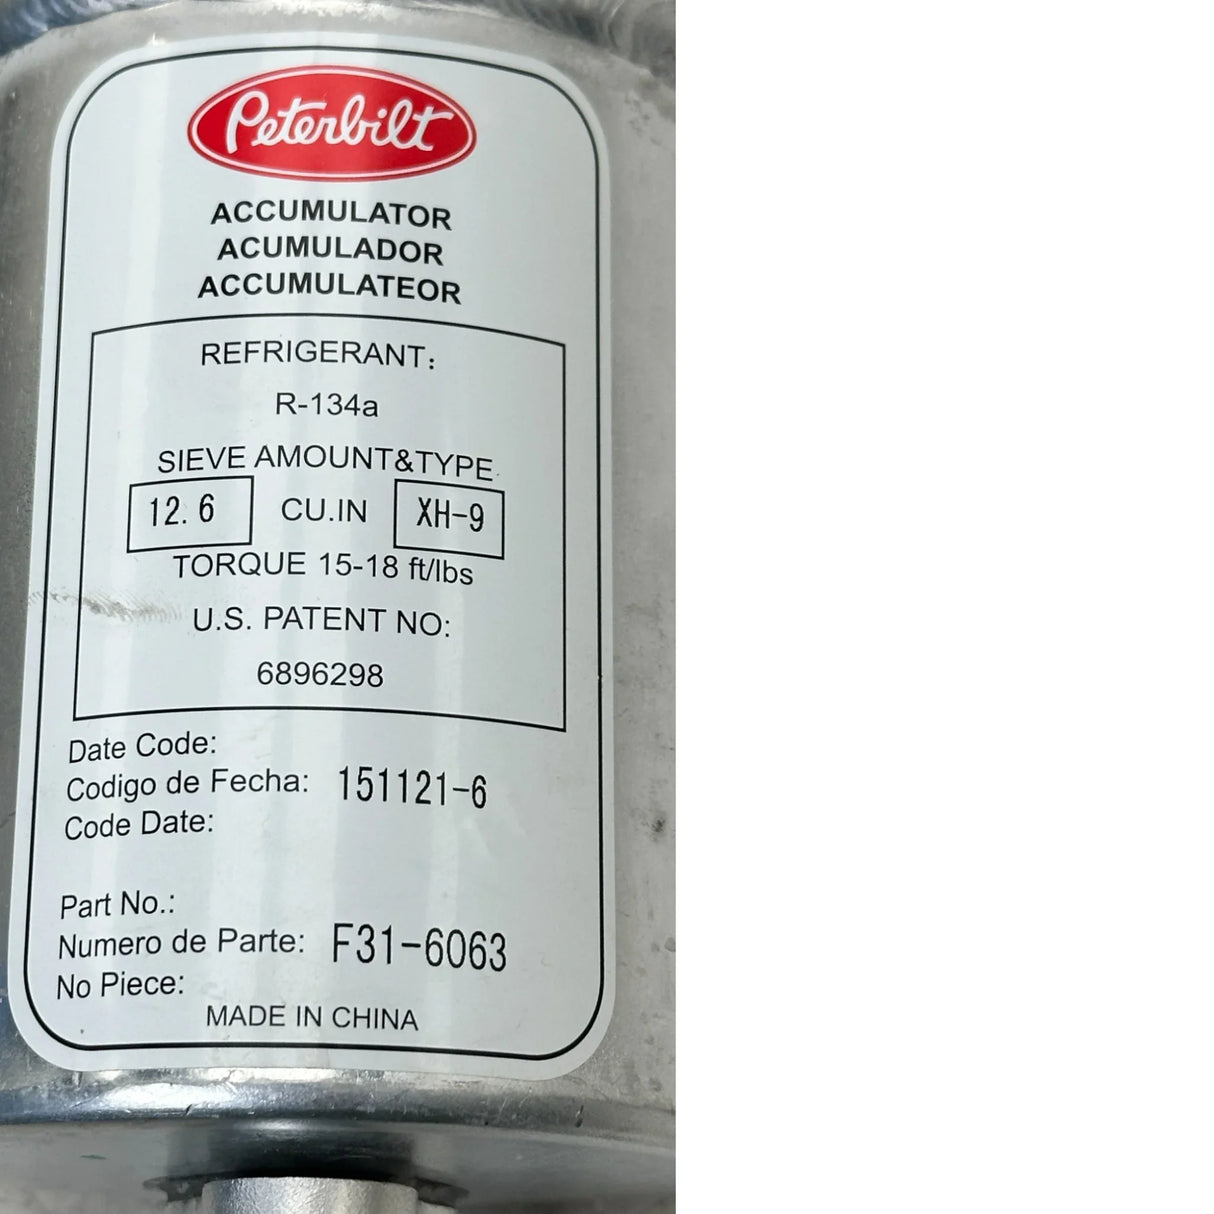 Peterbilt
ACCUMULATOR
ACUMULADOR
ACCUMULATEOR
REFRIGERANT:
R-134a
SIEVE AMOUNT&TYPE
12.6 CU.IN XH-9
TORQUE 15-18 ft/lbs
U.S. PATENT NO:
6896298
Date Code:
Codigo de Fecha: 151121-6
Code Date:
Part No.:
Numero de Parte: F31-6063
No Piece:
MADE IN CHINA